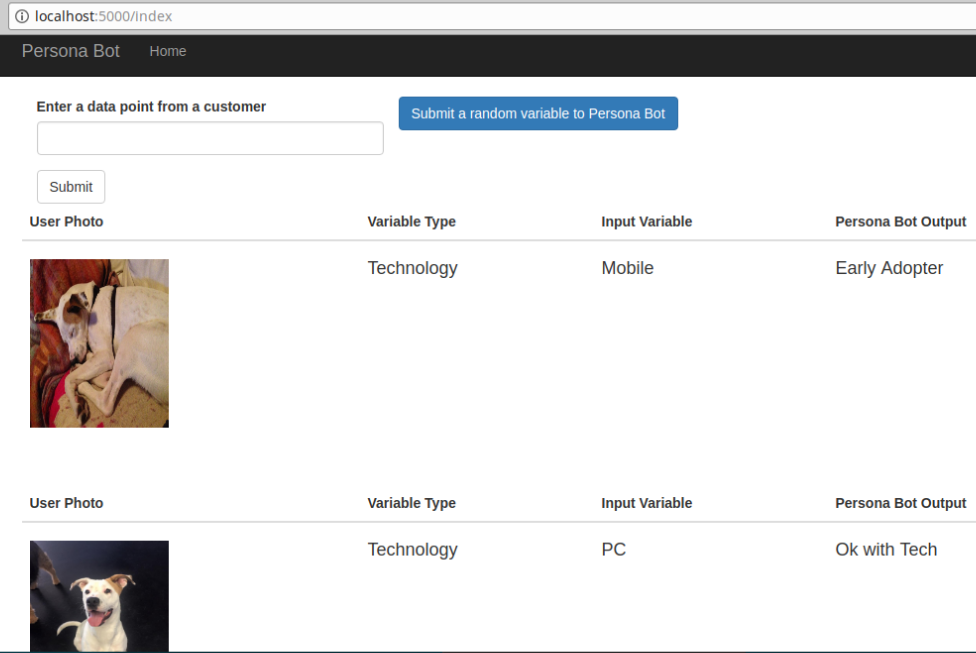 localhost:5000/index
Persona Bot Home
Enter a data point from a customer
Submit a random variable to Persona Bot
Submit
User Photo Variable Type Input Variable Persona Bot Output
Technology Mobile Early Adopter
User Photo Variable Type Input Variable Persona Bot Output
Technology PC Ok with Tech